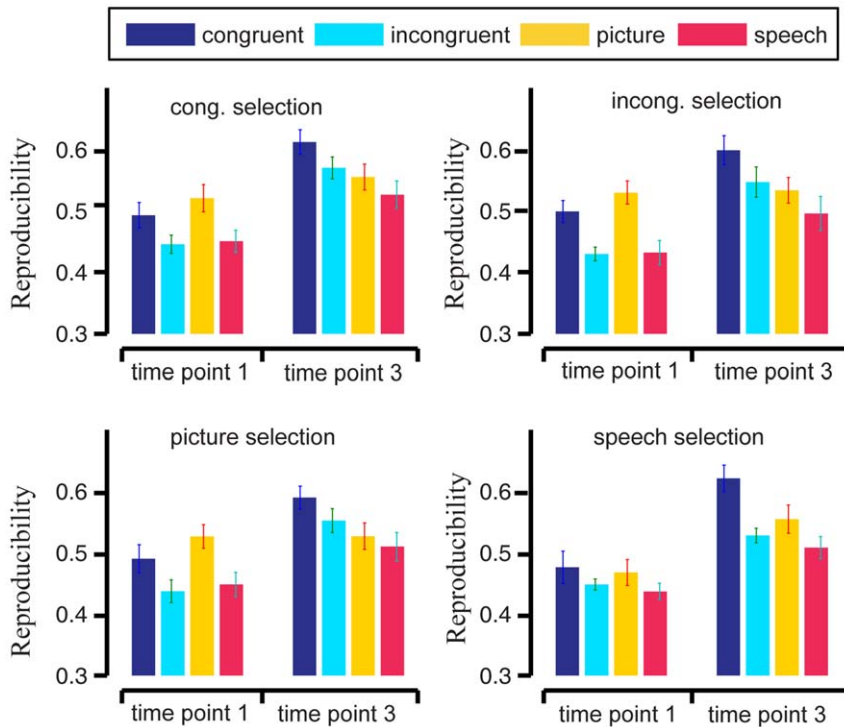 congruent incongruent picture speech
cong. selection
Reproducibility
0.6
0.5
0.4
0.3
time point 1 time point 3
incong. selection
Reproducibility
0.6
0.5
0.4
0.3
time point 1 time point 3
picture selection
Reproducibility
0.6
0.5
0.4
0.3
time point 1 time point 3
speech selection
Reproducibility
0.6
0.5
0.4
0.3
time point 1 time point 3